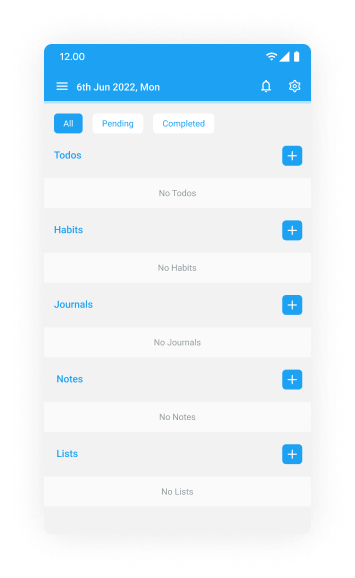 12.00
6th Jun 2022, Mon
All Pending Completed
Todos
No Todos
Habits
No Habits
Journals
No Journals
Notes
No Notes
Lists
No Lists